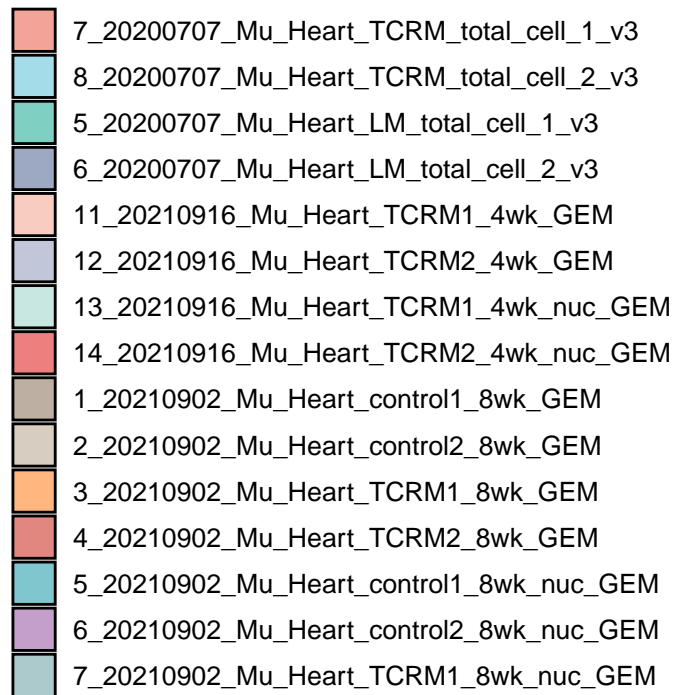 7_20200707_Mu_Heart_TCRM_total_cell_1_v3
8_20200707_Mu_Heart_TCRM_total_cell_2_v3
5_20200707_Mu_Heart_LM_total_cell_1_v3
6_20200707_Mu_Heart_LM_total_cell_2_v3
11_20210916_Mu_Heart_TCRM1_4wk_GEM
12_20210916_Mu_Heart_TCRM2_4wk_GEM
13_20210916_Mu_Heart_TCRM1_4wk_nuc_GEM
14_20210916_Mu_Heart_TCRM2_4wk_nuc_GEM
1_20210902_Mu_Heart_control1_8wk_GEM
2_20210902_Mu_Heart_control2_8wk_GEM
3_20210902_Mu_Heart_TCRM1_8wk_GEM
4_20210902_Mu_Heart_TCRM2_8wk_GEM
5_20210902_Mu_Heart_control1_8wk_nuc_GEM
6_20210902_Mu_Heart_control2_8wk_nuc_GEM
7_20210902_Mu_Heart_TCRM1_8wk_nuc_GEM